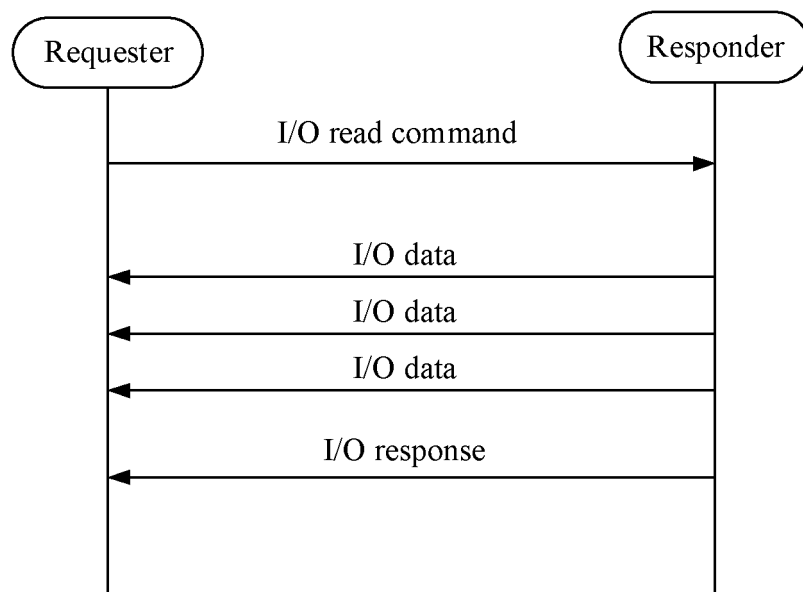 Requester
Responder
I/O read command
I/O data
I/O data
I/O data
I/O response